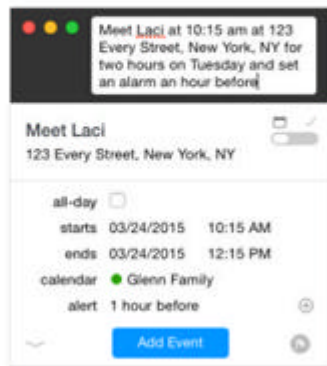 Meet Laci at 10:15 am at 123
Every Street, New York, NY for
two hours on Tuesday and set
an alarm an hour before
Meet Laci
123 Every Street, New York, NY
all-day
starts 03/24/2015 10:15 AM
ends 03/24/2015 12:15 PM
calendar Glenn Family
alert 1 hour before
Add Event